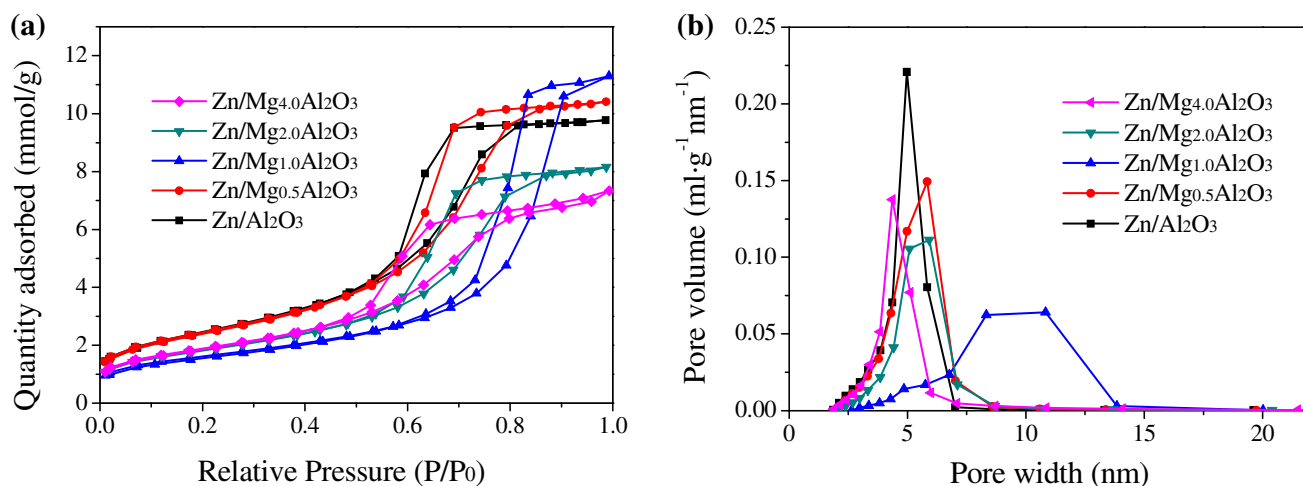 (a)
12
10
8
6
4
2
0
Quantity adsorbed (mmol/g)
Zn/Mg4.0Al2O3
Zn/Mg2.0Al2O3
Zn/Mg1.0Al2O3
Zn/Mg0.5Al2O3
Zn/Al2O3
0.0 0.2 0.4 0.6 0.8 1.0
Relative Pressure (P/P0)
(b)
0.25
0.20
0.15
0.10
0.05
0.00
Pore volume (ml·g⁻¹nm⁻¹)
Zn/Mg4.0Al2O3
Zn/Mg2.0Al2O3
Zn/Mg1.0Al2O3
Zn/Mg0.5Al2O3
Zn/Al2O3
0 5 10 15 20
Pore width (nm)